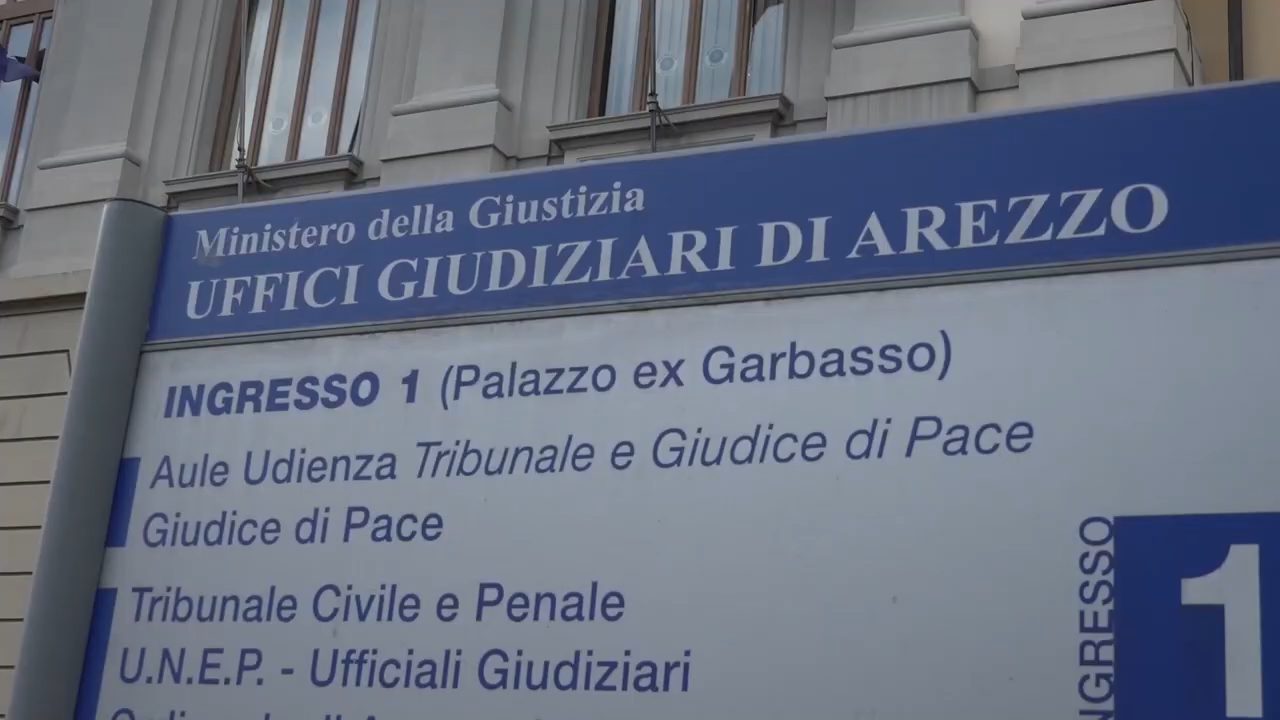 Ministero della Giustizia
UFFICI GIUDIZIARI DI AREZZO
INGRESSO 1 (Palazzo ex Garbasso)
Aule Udienza Tribunale e Giudice di Pace
Giudice di Pace
Tribunale Civile e Penale
U.N.E.P. - Ufficiali Giudiziari
INGRESSO
1